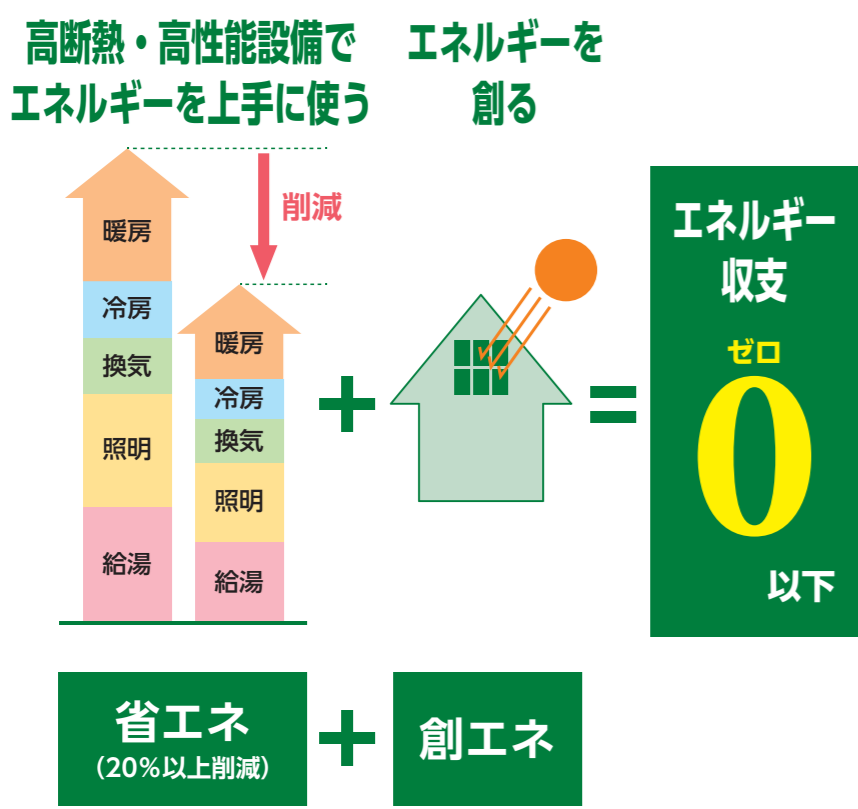 高断熱・高性能設備で
エネルギーを上手に使う
エネルギーを
創る
削減
暖房
冷房
換気
照明
給湯
暖房
冷房
換気
照明
給湯
+
=
エネルギー
収支
ゼロ
0
以下
省エネ
(20%以上削減)
+
創エネ